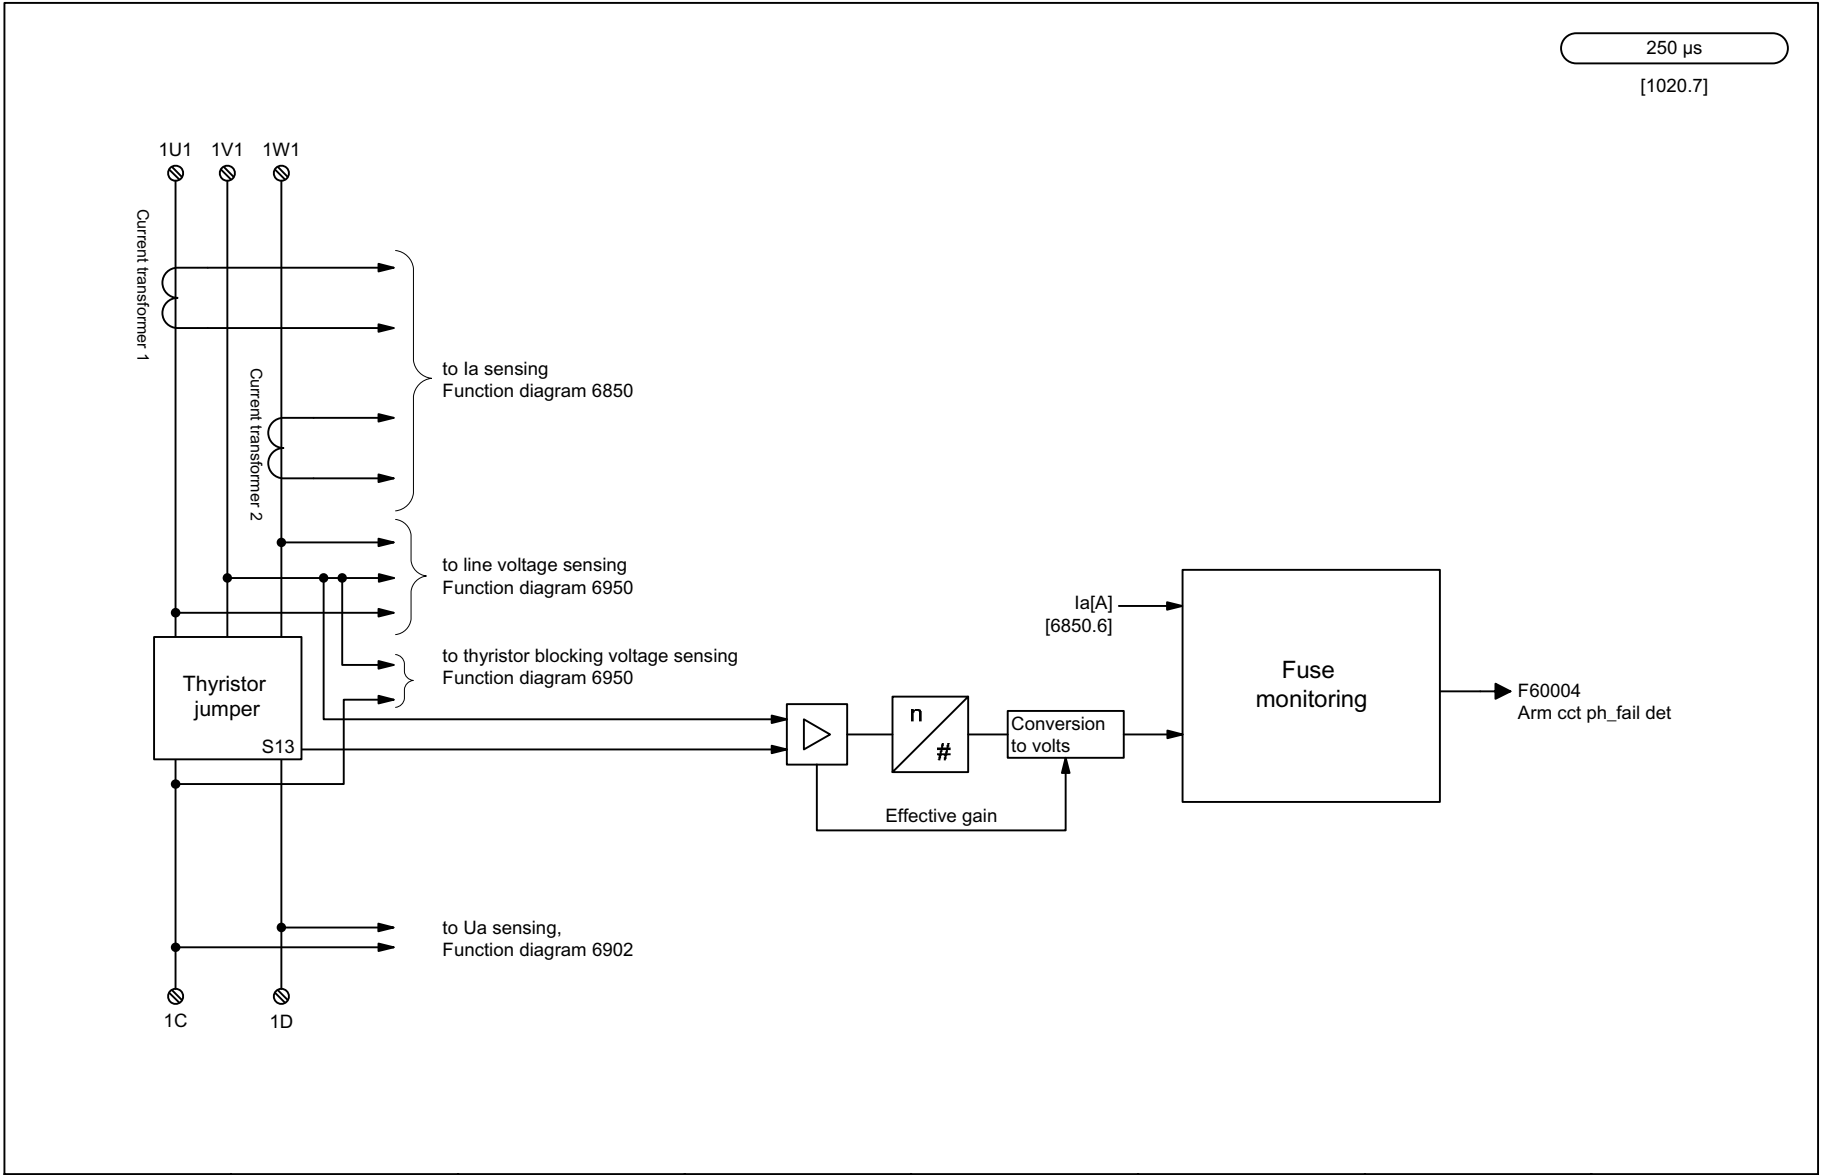 250 µs
[1020.7]
1U1 1V1 1W1
Current transformer 1
to Ia sensing
Function diagram 6850
Current transformer 2
to line voltage sensing
Function diagram 6950
Ia[A]
[6850.6]
to thyristor blocking voltage sensing
Function diagram 6950
Thyristor
jumper
S13
n
#
Conversion
to volts
Fuse
monitoring
F60004
Arm cct ph_fail det
Effective gain
to Ua sensing,
Function diagram 6902
1C 1D